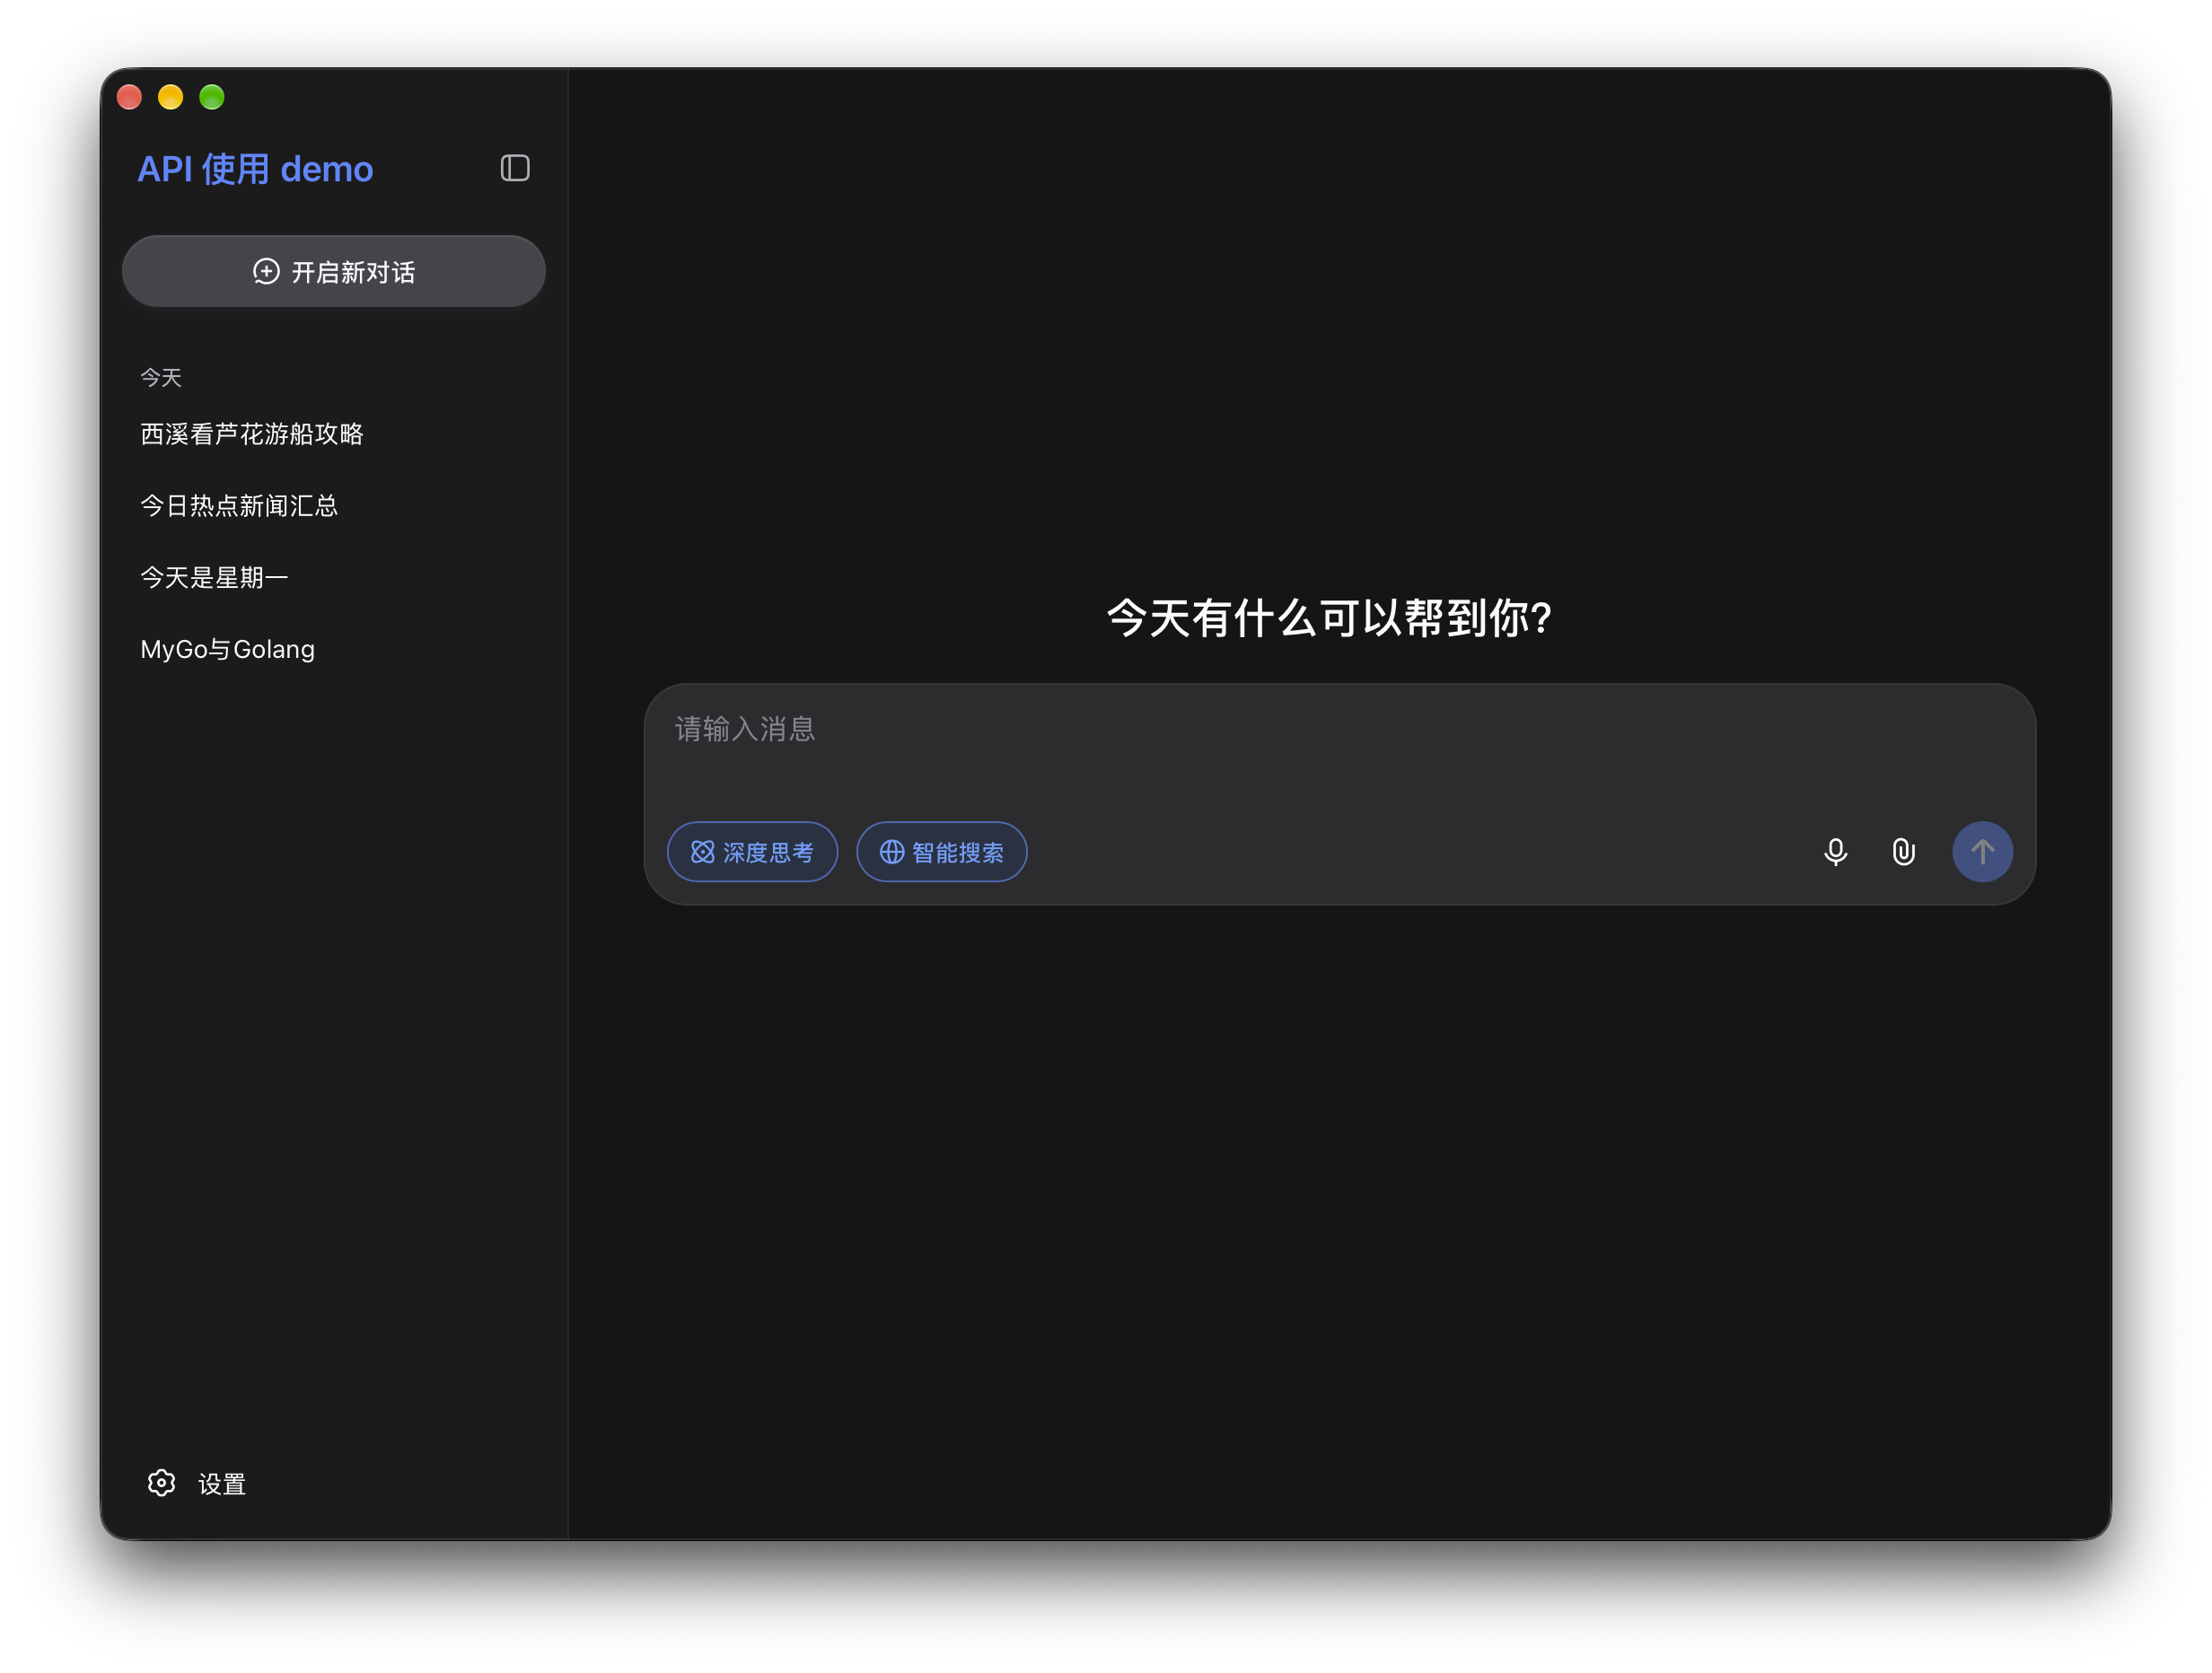 API 使用 demo
开启新对话
今天
西溪看芦花游船攻略
今日热点新闻汇总
今天是星期一
MyGo与Golang
设置
今天有什么可以帮到你?
请输入消息
深度思考
智能搜索